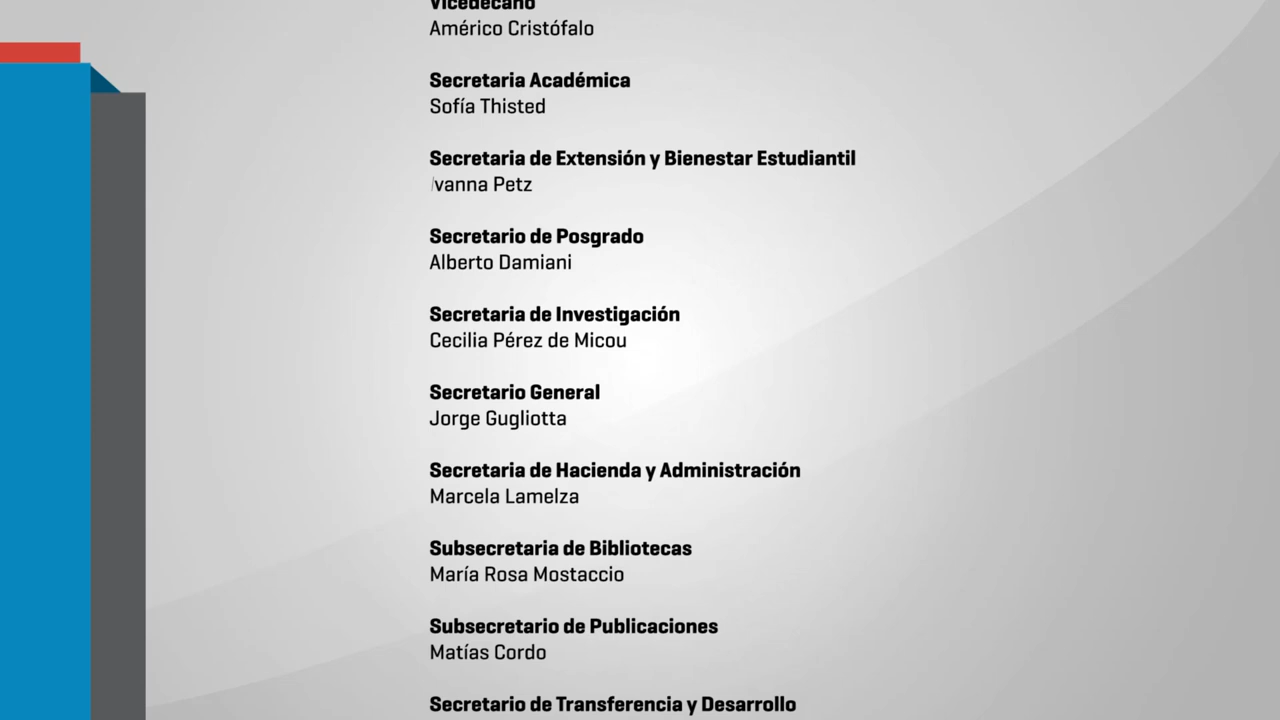 Vicedecano
Américo Cristófalo
Secretaria Académica
Sofía Thisted
Secretaria de Extensión y Bienestar Estudiantil
Ivanna Petz
Secretario de Posgrado
Alberto Damiani
Secretaria de Investigación
Cecilia Pérez de Micou
Secretario General
Jorge Gugliotta
Secretaria de Hacienda y Administración
Marcela Lamelza
Subsecretaria de Bibliotecas
María Rosa Mostaccio
Subsecretario de Publicaciones
Matías Cordo
Secretario de Transferencia y Desarrollo